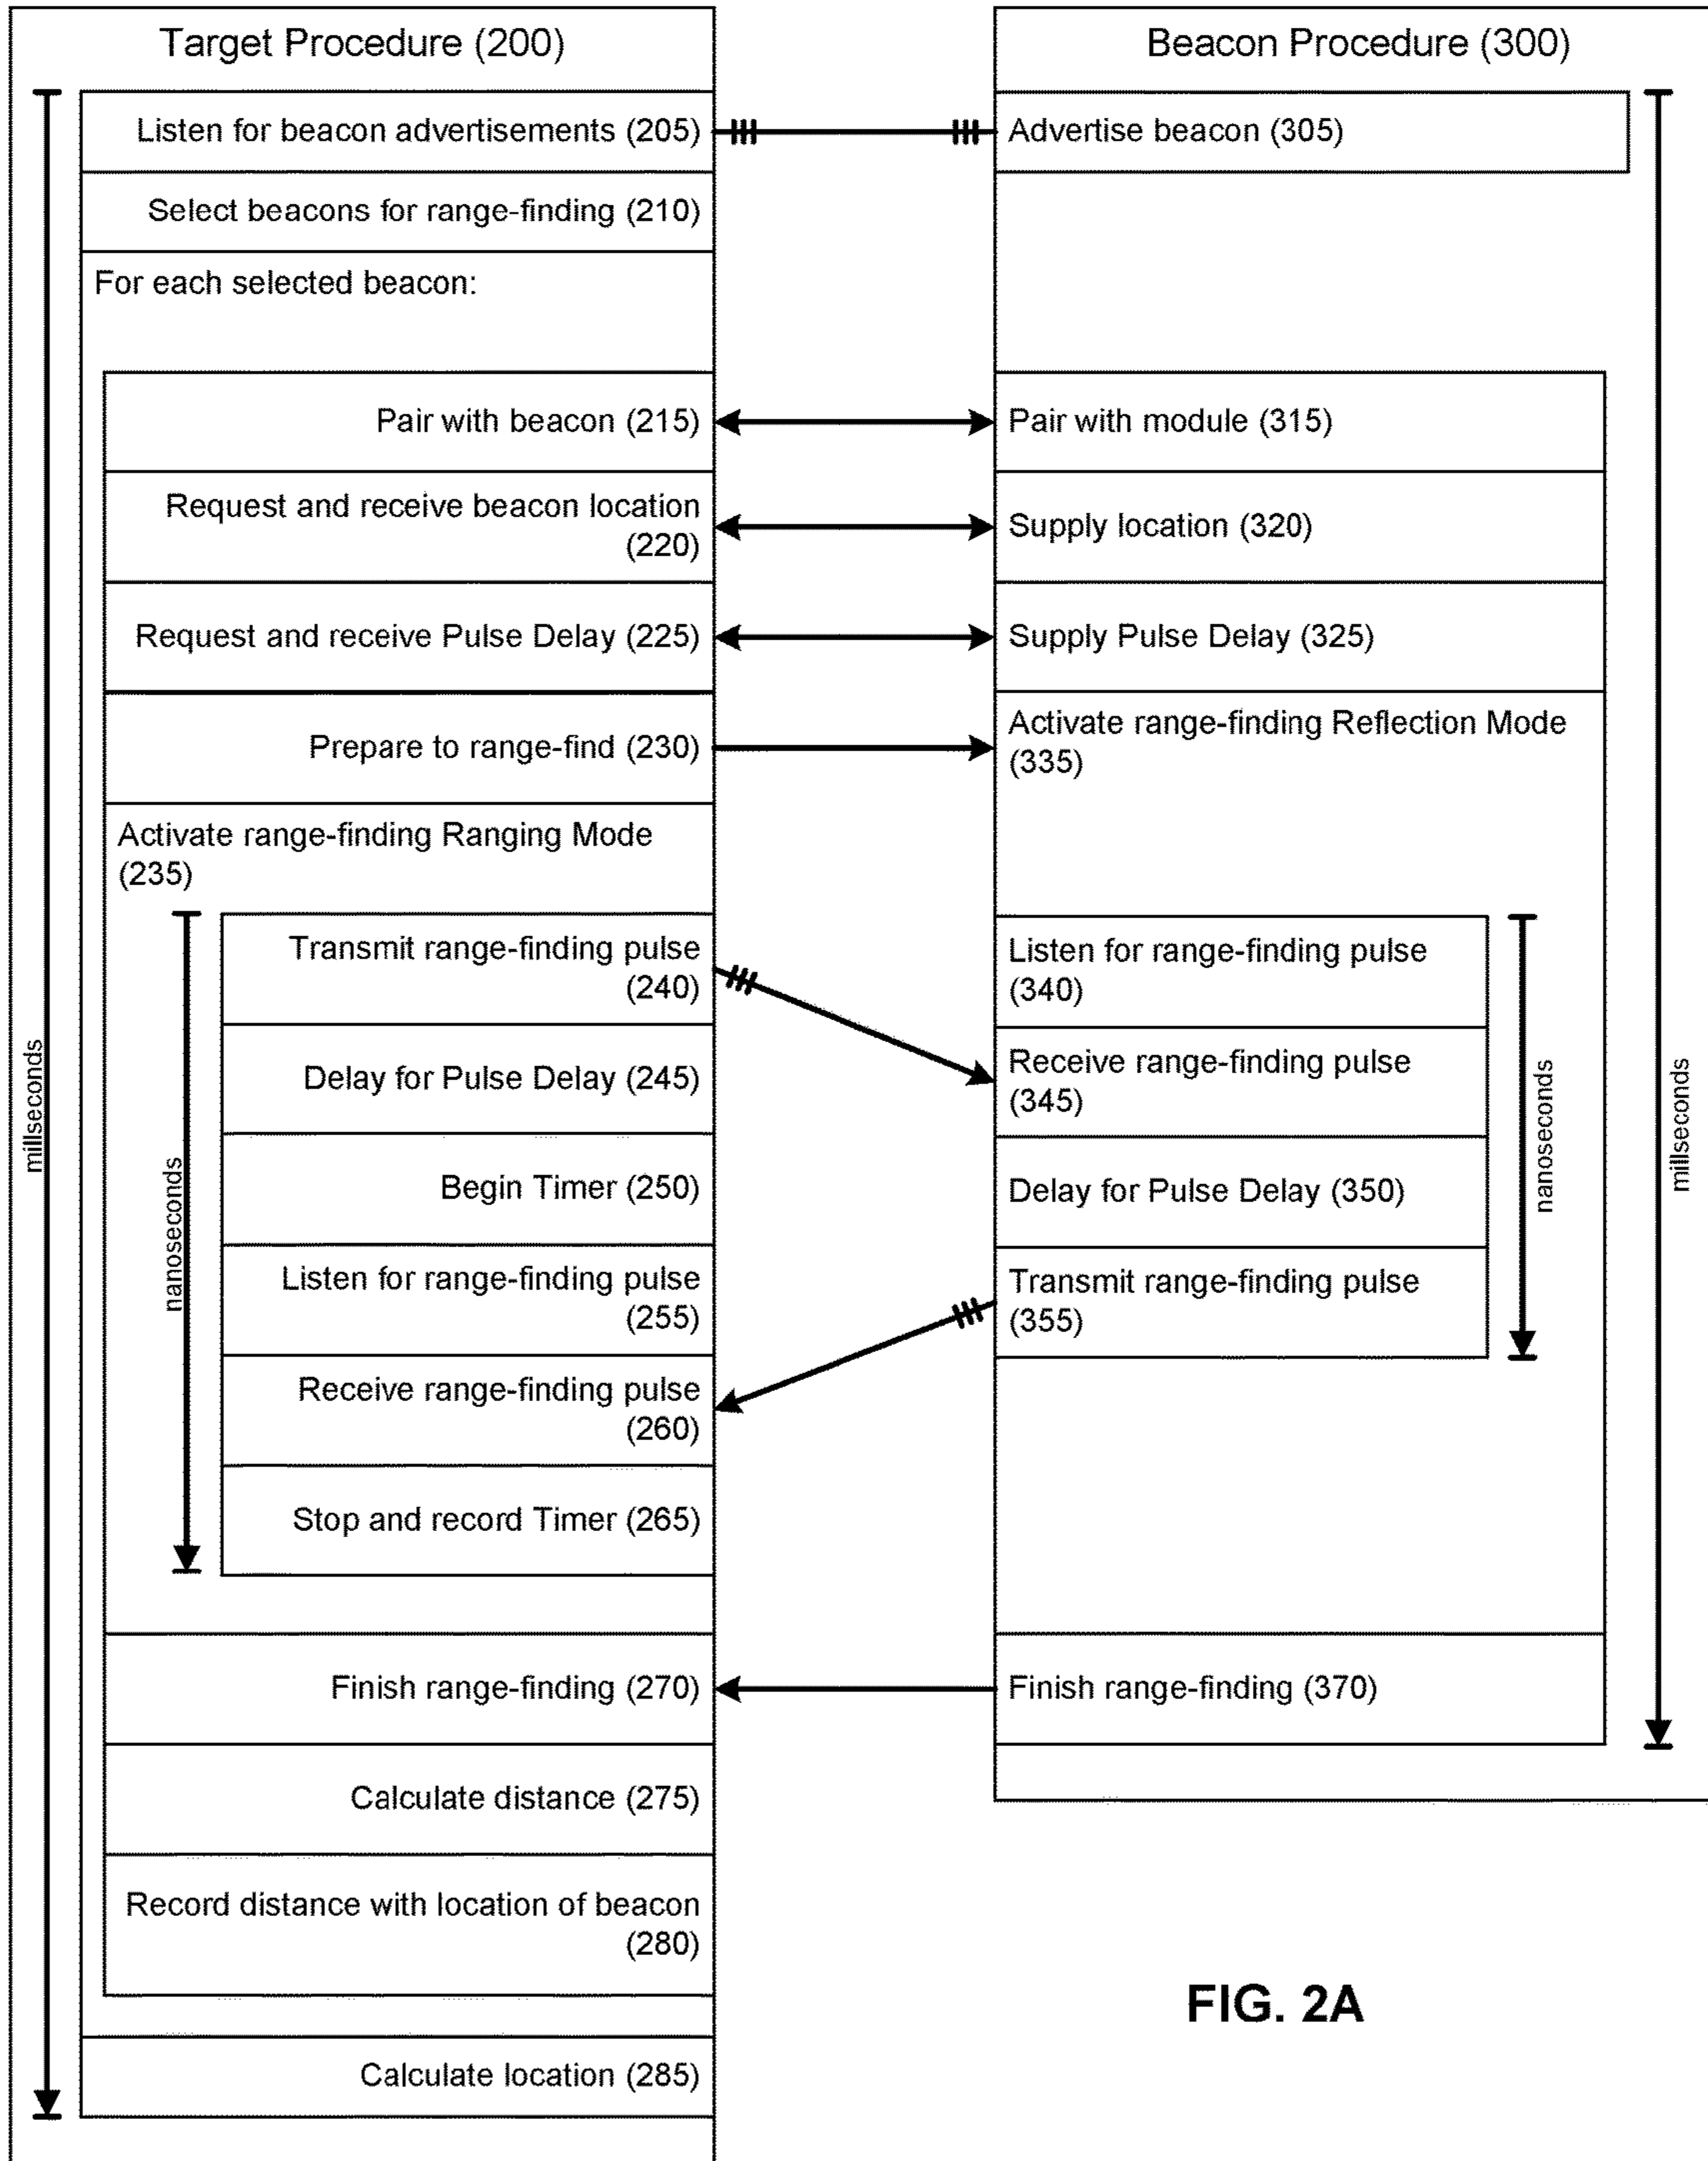 Target Procedure (200)
Listen for beacon advertisements (205)
Select beacons for range-finding (210)
For each selected beacon:
Pair with beacon (215)
Request and receive beacon location
(220)
Request and receive Pulse Delay (225)
Prepare to range-find (230)
Activate range-finding Ranging Mode
(235)
Transmit range-finding pulse
(240)
Delay for Pulse Delay (245)
Begin Timer (250)
Listen for range-finding pulse
(255)
Receive range-finding pulse
(260)
Stop and record Timer (265)
Finish range-finding (270)
Calculate distance (275)
Record distance with location of beacon
(280)
Calculate location (285)
millseconds
nanoseconds
Beacon Procedure (300)
Advertise beacon (305)
Pair with module (315)
Supply location (320)
Supply Pulse Delay (325)
Activate range-finding Reflection Mode
(335)
Listen for range-finding pulse
(340)
Receive range-finding pulse
(345)
Delay for Pulse Delay (350)
Transmit range-finding pulse
(355)
Finish range-finding (370)
nanoseconds
millseconds
FIG. 2A